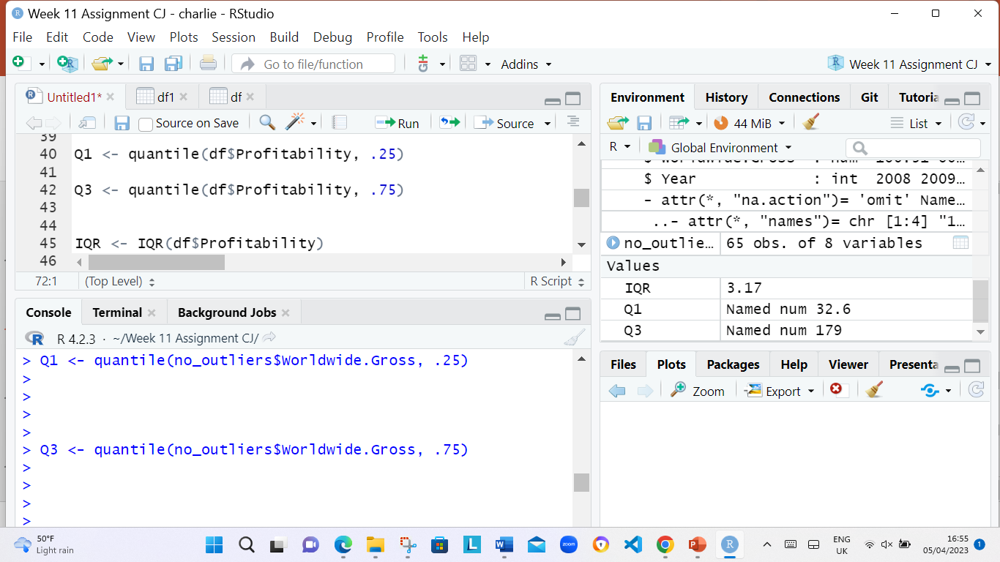 Week 11 Assignment CJ - charlie - RStudio
File Edit Code View Plots Session Build Debug Profile Tools Help
Go to file/function
Addins
Week 11 Assignment CJ
Untitled1*
df1
df
Source on Save
Run
Source
39
40 Q1 <- quantile(df$Profitability, .25)
41
42 Q3 <- quantile(df$Profitability, .75)
43
44
45 IQR <- IQR(df$Profitability)
46
72:1 (Top Level) R Script
Console Terminal Background Jobs
R 4.2.3 · ~/Week 11 Assignment CJ/
> Q1 <- quantile(no_outliers$Worldwide.Gross, .25)
>
>
>
>
> Q3 <- quantile(no_outliers$Worldwide.Gross, .75)
>
>
>
>
Environment History Connections Git Tutoria
44 MiB List
R Global Environment
$ Year : int 2008 2009…
- attr(*, "na.action")= 'omit' Name…
..- attr(*, "names")= chr [1:4] "1…
no_outlie… 65 obs. of 8 variables
Values
IQR 3.17
Q1 Named num 32.6
Q3 Named num 179
Files Plots Packages Help Viewer Presenta
Zoom Export
50°F
Light rain
L
W
zoom
P
R
ENG
UK
16:55
05/04/2023
1